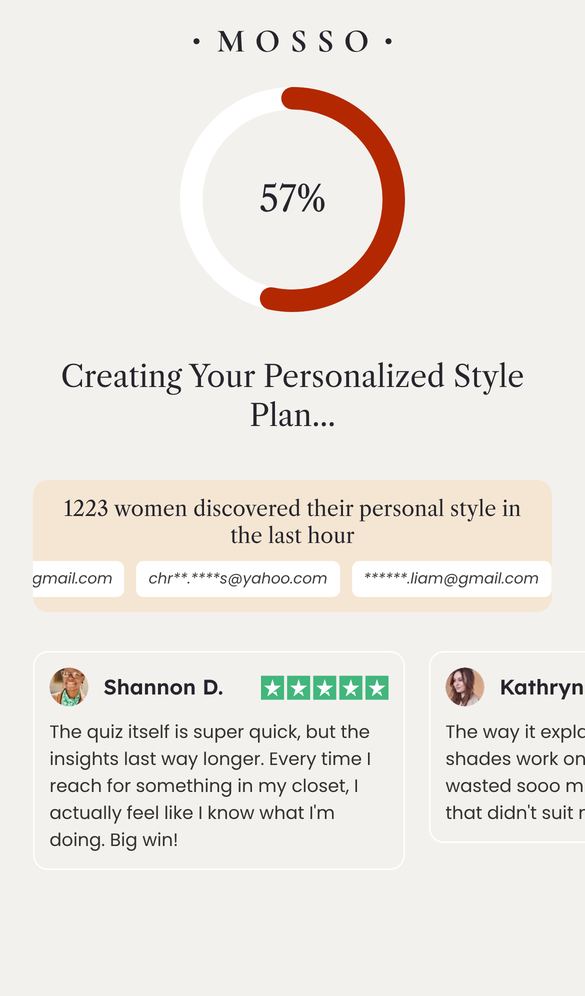 • MOSSO •
57%
Creating Your Personalized Style
Plan...
1223 women discovered their personal style in
the last hour
gmail.com
chr**.****s@yahoo.com
******.liam@gmail.com
Shannon D.
The quiz itself is super quick, but the
insights last way longer. Every time I
reach for something in my closet, I
actually feel like I know what I'm
doing. Big win!
Kathryn
The way it expl
shades work on
wasted sooo m
that didn't suit